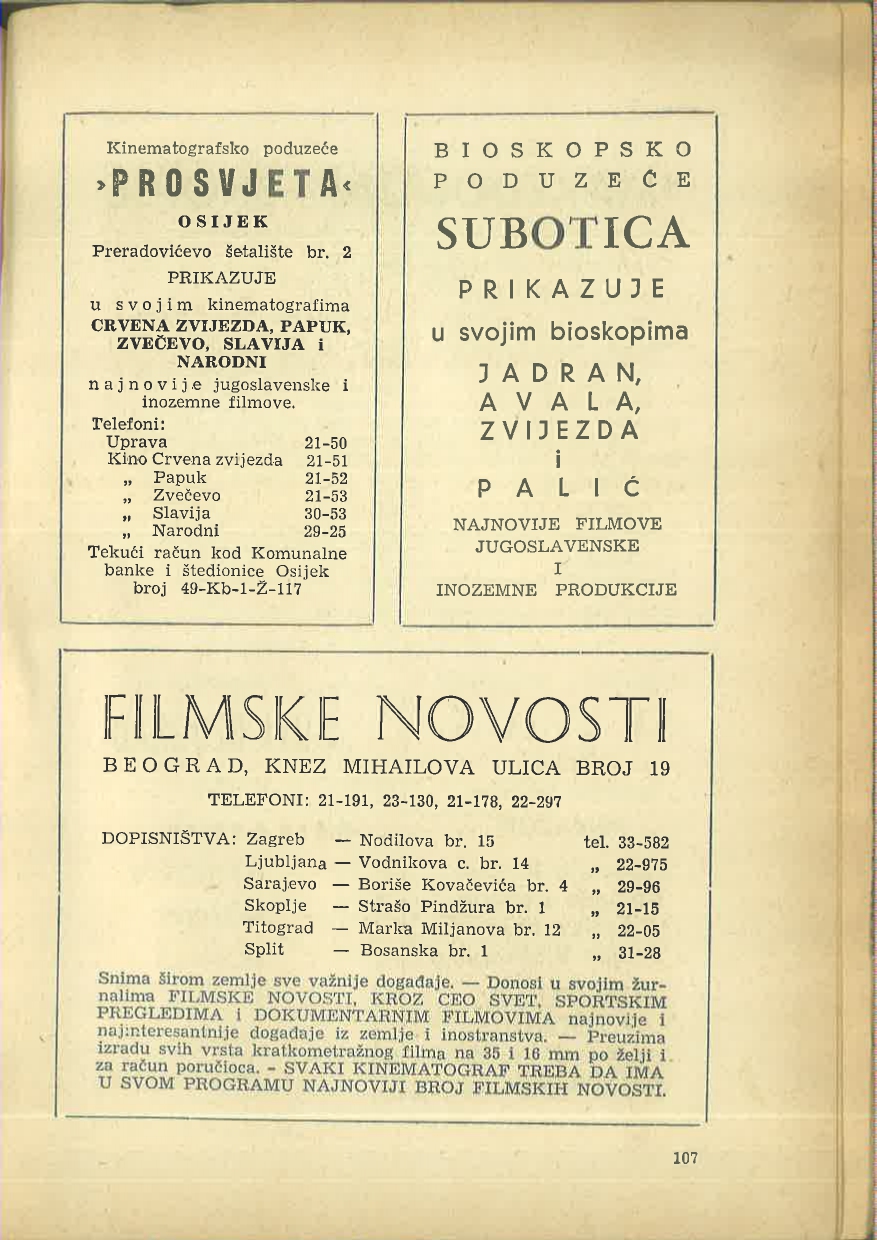 Kinematografsko poduzeće
›PROSVJETA‹
OSIJEK
Preradovićevo šetalište br. 2
PRIKAZUJE
u svojim kinematografima
CRVENA ZVIJEZDA, PAPUK,
ZVEČEVO, SLAVIJA i
NARODNI
najnovije jugoslavenske i
inozemne filmove.
Telefoni:
Uprava 21-50
Kino Crvena zvijezda 21-51
„ Papuk 21-52
„ Zvečevo 21-53
„ Slavija 30-53
„ Narodni 29-25
Tekući račun kod Komunalne
banke i štedionice Osijek
broj 49-Kb-1-Ž-117
BIOSKOPSKO
PODUZEĆE
SUBOTICA
PRIKAZUJE
u svojim bioskopima
JADRAN,
AVALA,
ZVIJEZDA
i
PALIĆ
NAJNOVIJE FILMOVE
JUGOSLAVENSKE
I
INOZEMNE PRODUKCIJE
FILMSKE NOVOSTI
BEOGRAD, KNEZ MIHAILOVA ULICA BROJ 19
TELEFONI: 21-191, 23-130, 21-178, 22-297
DOPISNIŠTVA: Zagreb — Nodilova br. 15 tel. 33-582
Ljubljana — Vodnikova c. br. 14 „ 22-975
Sarajevo — Boriše Kovačevića br. 4 „ 29-96
Skoplje — Strašo Pindžura br. 1 „ 21-15
Titograd — Marka Miljanova br. 12 „ 22-05
Split — Bosanska br. 1 „ 31-28
Snima širom zemlje sve važnije događaje. — Donosi u svojim žur-
nalima FILMSKE NOVOSTI, KROZ CEO SVET, SPORTSKIM
PREGLEDIMA i DOKUMENTARNIM FILMOVIMA najnovije i
najinteresantnije događaje iz zemlje i inostranstva. — Preuzima
izradu svih vrsta kratkometražnog filma na 35 i 16 mm po želji i
za račun poručioca. - SVAKI KINEMATOGRAF TREBA DA IMA
U SVOM PROGRAMU NAJNOVIJI BROJ FILMSKIH NOVOSTI.
107